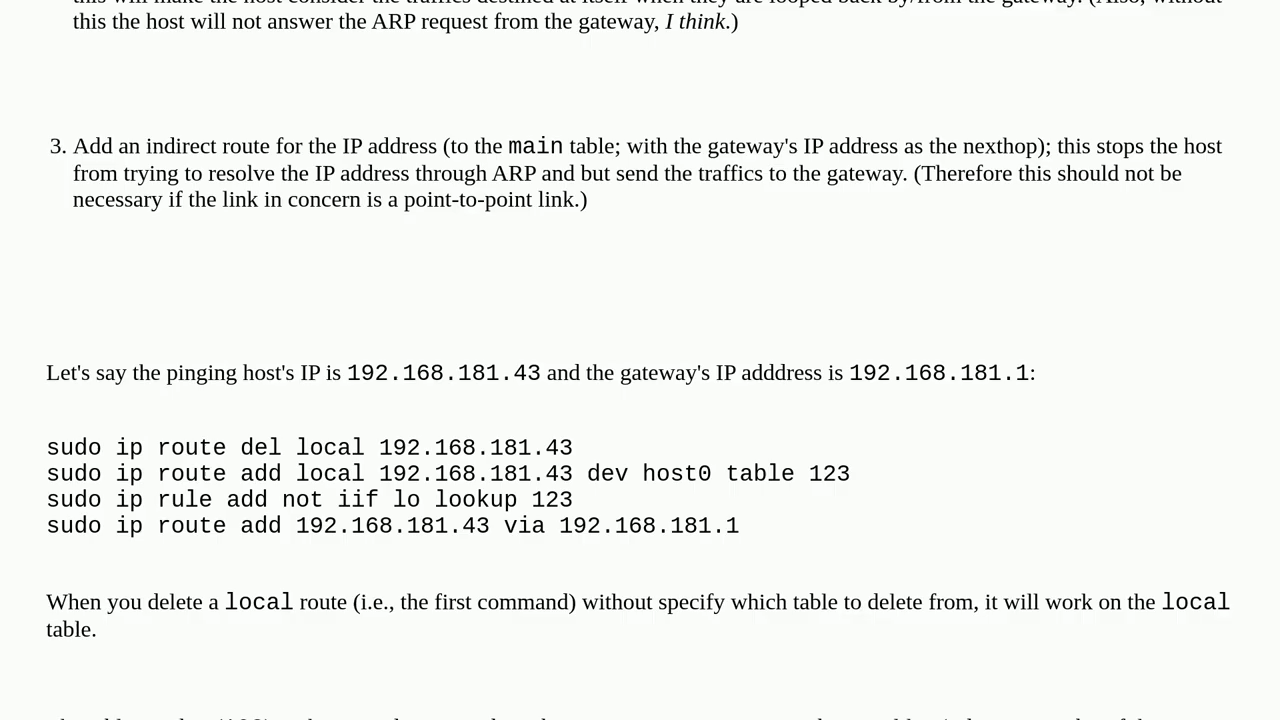 this will make the host consider the traffics destined at itself when they are looped back by/from the gateway. (Also, without
this the host will not answer the ARP request from the gateway, I think.)
3. Add an indirect route for the IP address (to the main table; with the gateway's IP address as the nexthop); this stops the host
from trying to resolve the IP address through ARP and but send the traffics to the gateway. (Therefore this should not be
necessary if the link in concern is a point-to-point link.)
Let's say the pinging host's IP is 192.168.181.43 and the gateway's IP adddress is 192.168.181.1:
sudo ip route del local 192.168.181.43
sudo ip route add local 192.168.181.43 dev host0 table 123
sudo ip rule add not iif lo lookup 123
sudo ip route add 192.168.181.43 via 192.168.181.1
When you delete a local route (i.e., the first command) without specify which table to delete from, it will work on the local
table.